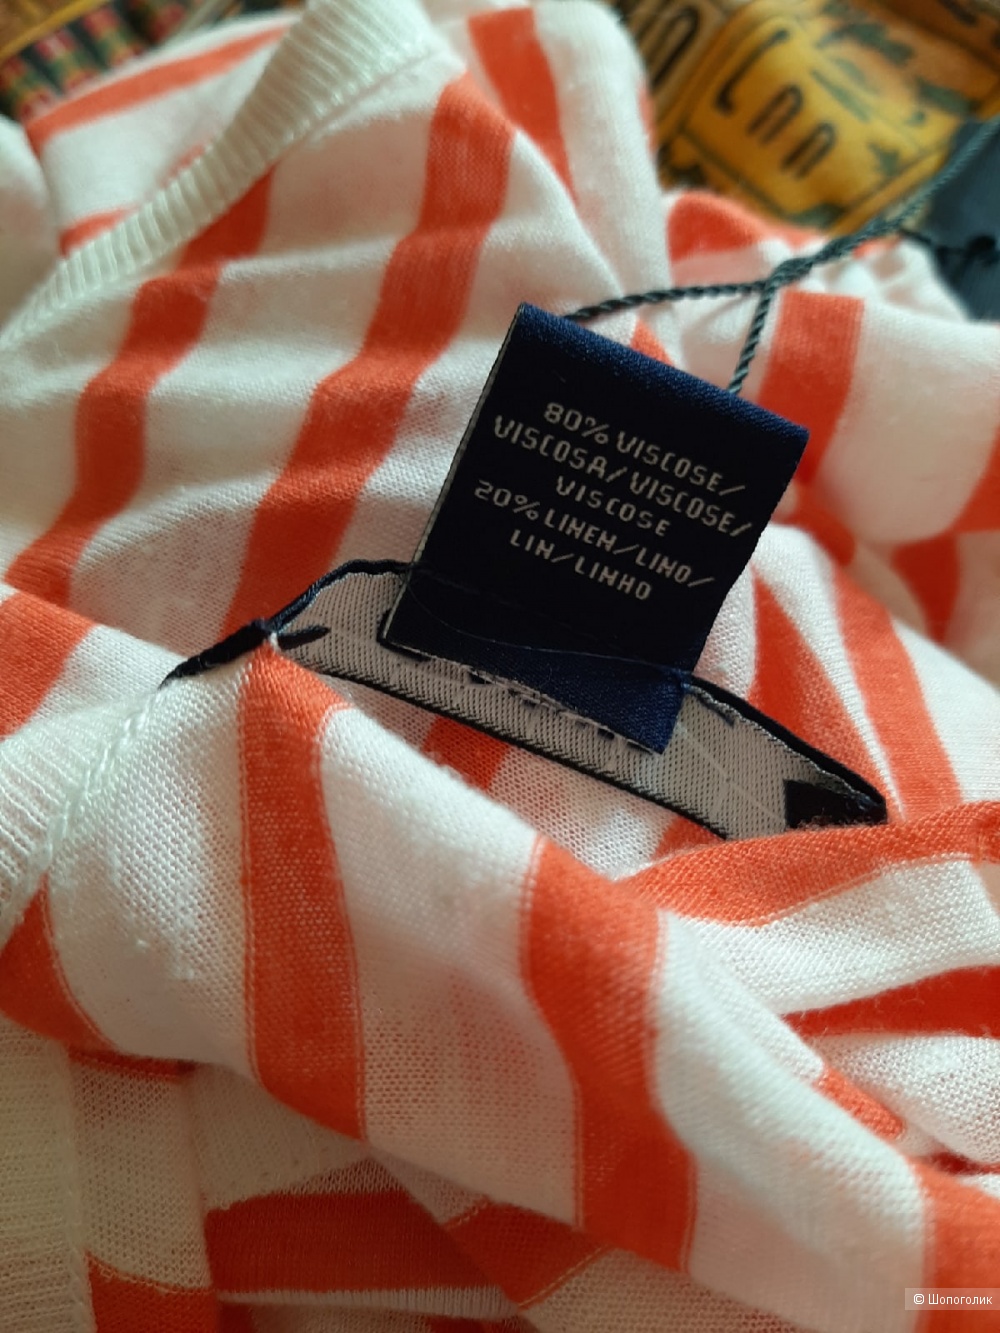 80% VISCOSE/
VISCOSA/VISCOSE/
VISCOSE
20% LINEN/LINO/
LIN/LINHO
© Шопоголик